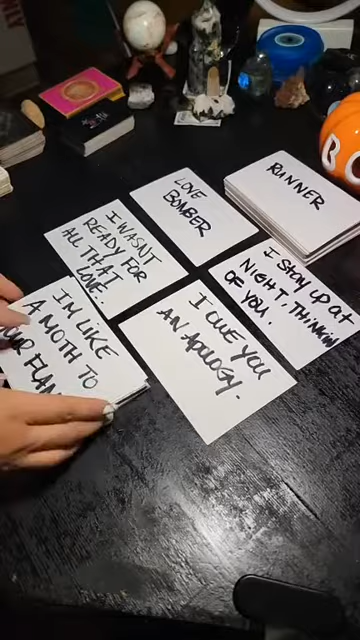 LOVE
BOMBER
RUNNER
I WASN'T
READY FOR
ALL THAT
LOVE..
I STAY UP AT
NIGHT. THINKIN
OF YOU.
I'M LIKE
A MOTH TO
I OWE YOU
AN APOLOGY.
B